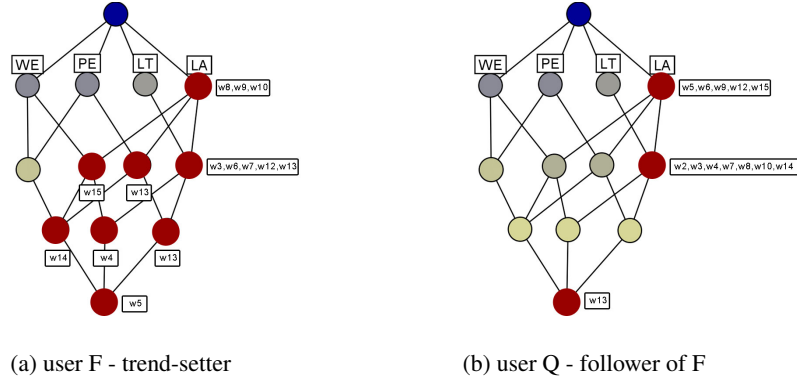 WE PE LT LA
w8,w9,w10
w3,w6,w7,w12,w13
w15 w13
w14 w4 w13
w5
(a) user F - trend-setter
WE PE LT LA
w5,w6,w9,w12,w15
w2,w3,w4,w7,w8,w10,w14
w13
(b) user Q - follower of F